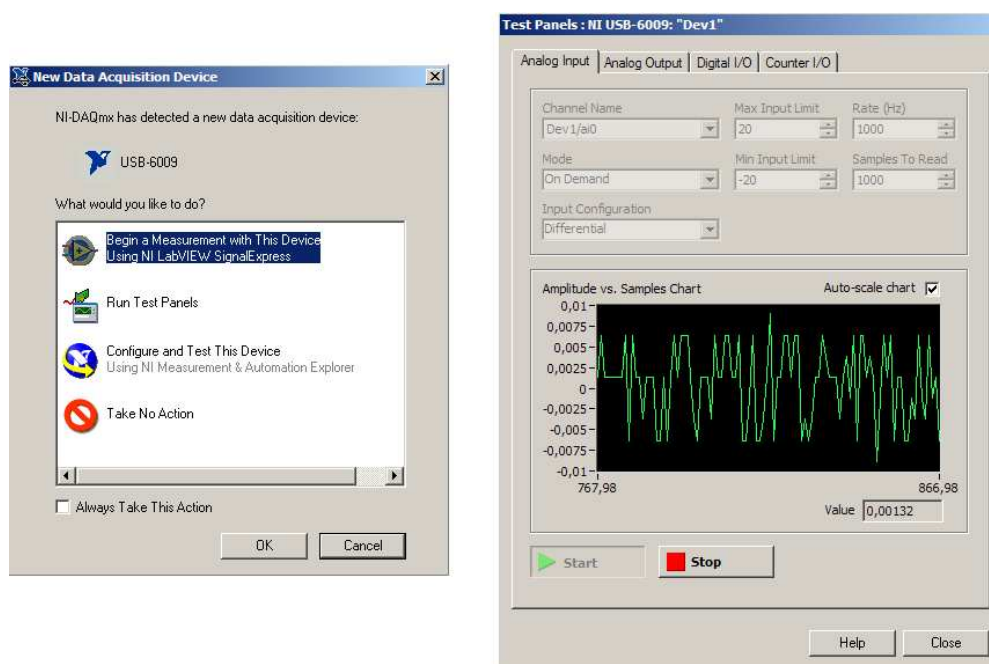 New Data Acquisition Device
NI-DAQmx has detected a new data acquisition device:
USB-6009
What would you like to do?
Begin a Measurement with This Device
Using NI LabVIEW SignalExpress
Run Test Panels
Configure and Test This Device
Using NI Measurement & Automation Explorer
Take No Action
Always Take This Action
OK Cancel
Test Panels : NI USB-6009: "Dev1"
Analog Input Analog Output Digital I/O Counter I/O
Channel Name Max Input Limit Rate (Hz)
Dev1/ai0 20 1000
Mode Min Input Limit Samples To Read
On Demand -20 1000
Input Configuration
Differential
Amplitude vs. Samples Chart Auto-scale chart
0,01
0,0075
0,005
0,0025
0
-0,0025
-0,005
-0,0075
-0,01
767,98 866,98
Value 0,00132
Start Stop
Help Close